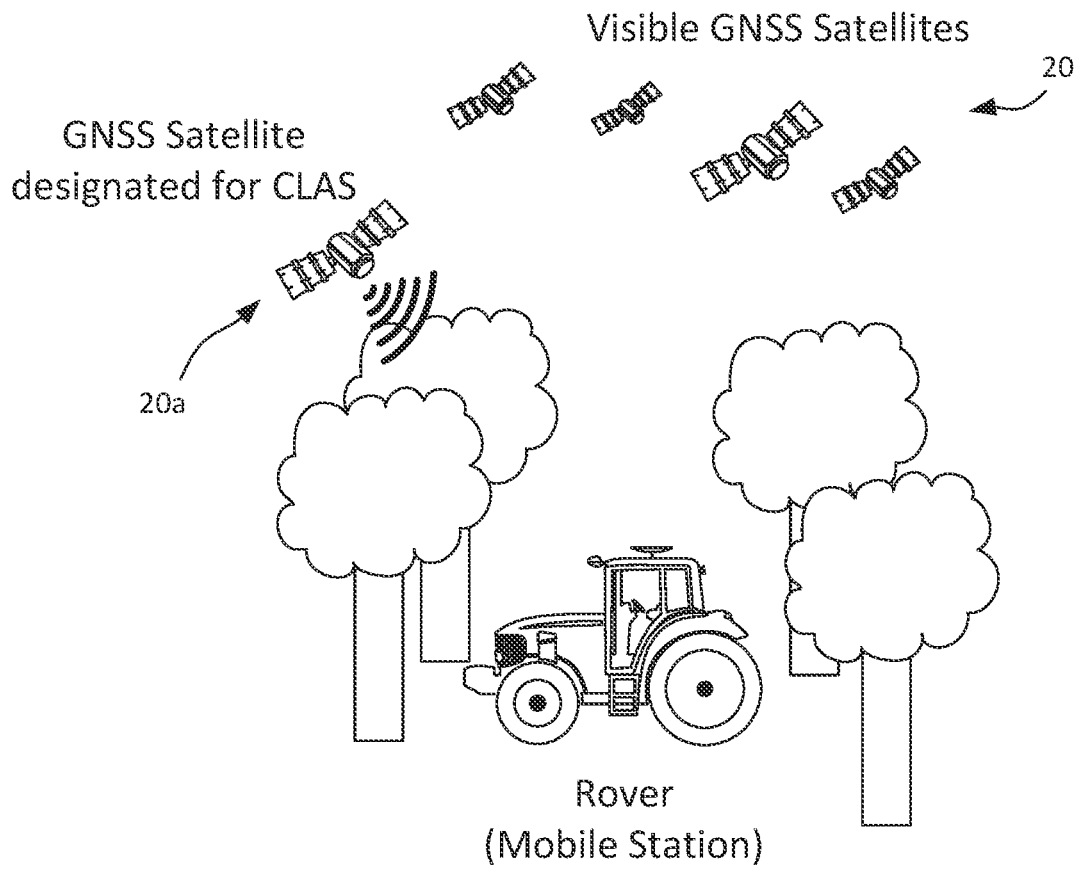 Visible GNSS Satellites
20
GNSS Satellite
designated for CLAS
20a
Rover
(Mobile Station)